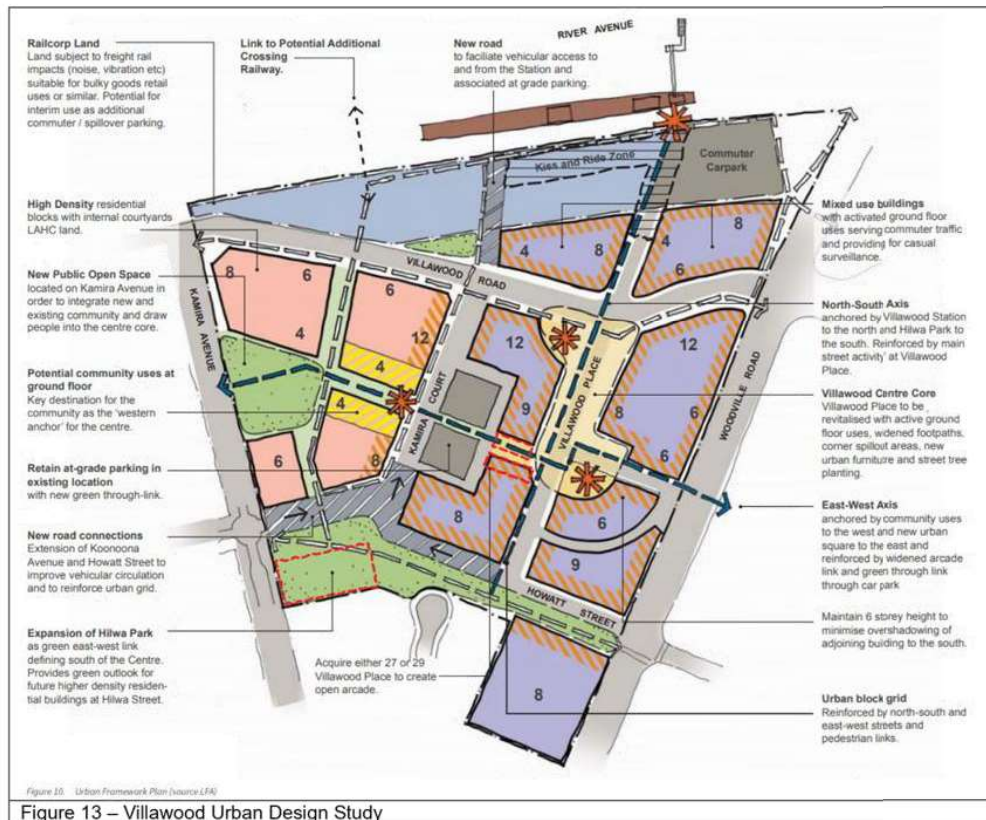 RIVER AVENUE
Railcorp Land
Land subject to freight rail
impacts (noise, vibration etc)
suitable for bulky goods retail
uses or similar. Potential for
interim use as additional
commuter / spillover parking.
Link to Potential Additional
Crossing
Railway.
New road
to faciliate vehicular access to
and from the Station and
associated at grade parking.
Kiss and Ride Zone
Commuter
Carpark
High Density residential
blocks with internal courtyards
LAHC land.
New Public Open Space
located on Kamira Avenue in
order to integrate new and
existing community and draw
people into the centre core.
Potential community uses at
ground floor
Key destination for the
community as the 'western
anchor' for the centre.
Retain at-grade parking in
existing location
with new green through-link.
New road connections
Extension of Koonoona
Avenue and Howatt Street to
improve vehicular circulation
and to reinforce urban grid.
Expansion of Hilwa Park
as green east-west link
defining south of the Centre.
Provides green outlook for
future higher density residen-
tial buildings at Hilwa Street.
KAMIRA AVENUE
VILLAWOOD
ROAD
KAMIRA COURT
VILLAWOOD PLACE
WOODVILLE ROAD
HOWATT STREET
8
6
4
6
12
4
4
6
8
4
8
4
8
6
12
9
8
12
8
6
6
6
9
8
Acquire either 27 or 29
Villawood Place to create
open arcade.
Mixed use buildings
with activated ground floor
uses serving commuter traffic
and providing for casual
surveillance.
North-South Axis
anchored by Villawood Station
to the north and Hilwa Park to
the south. Reinforced by main
street activity' at Villawood
Place.
Villawood Centre Core
Villawood Place to be
revitalised with active ground
floor uses, widened footpaths,
corner spillout areas, new
urban furniture and street tree
planting.
East-West Axis
anchored by community uses
to the west and new urban
square to the east and
reinforced by widened arcade
link and green through link
through car park
Maintain 6 storey height to
minimise overshadowing of
adjoining building to the south.
Urban block grid
Reinforced by north-south and
east-west streets and
pedestrian links.
Figure 10. Urban Framework Plan (source LFA)
Figure 13 – Villawood Urban Design Study